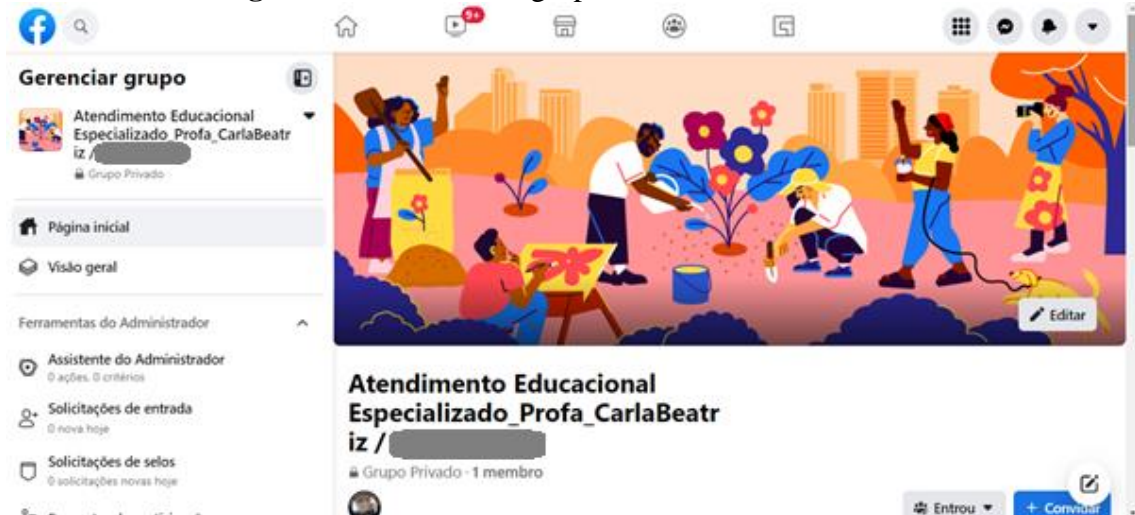 9+
Gerenciar grupo
Atendimento Educacional
Especializado_Profa_CarlaBeatr
iz /
Grupo Privado
Página inicial
Visão geral
Ferramentas do Administrador
Assistente do Administrador
0 ações, 0 critérios
Solicitações de entrada
0 nova hoje
Solicitações de selos
0 solicitações novas hoje
Editar
Atendimento Educacional
Especializado_Profa_CarlaBeatr
iz /
Grupo Privado · 1 membro
Entrou
+ Convidar